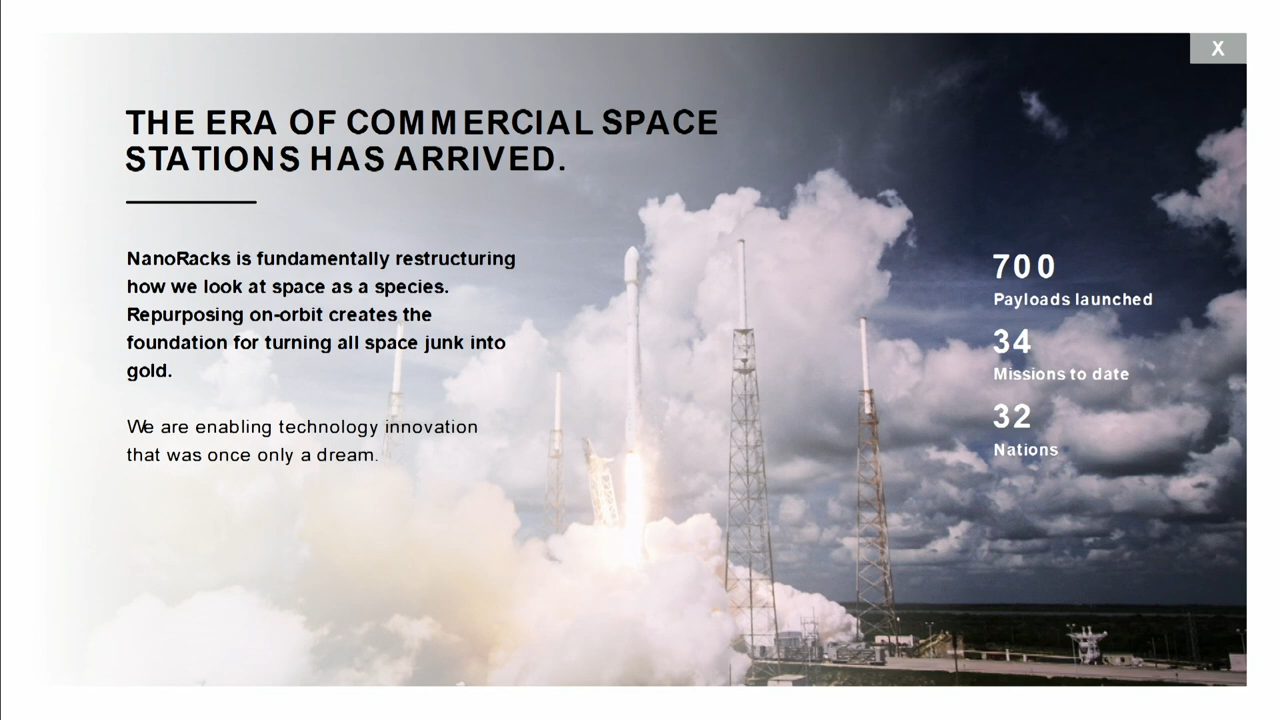 X
THE ERA OF COMMERCIAL SPACE
STATIONS HAS ARRIVED.
NanoRacks is fundamentally restructuring
how we look at space as a species.
Repurposing on-orbit creates the
foundation for turning all space junk into
gold.
We are enabling technology innovation
that was once only a dream.
700
Payloads launched
34
Missions to date
32
Nations